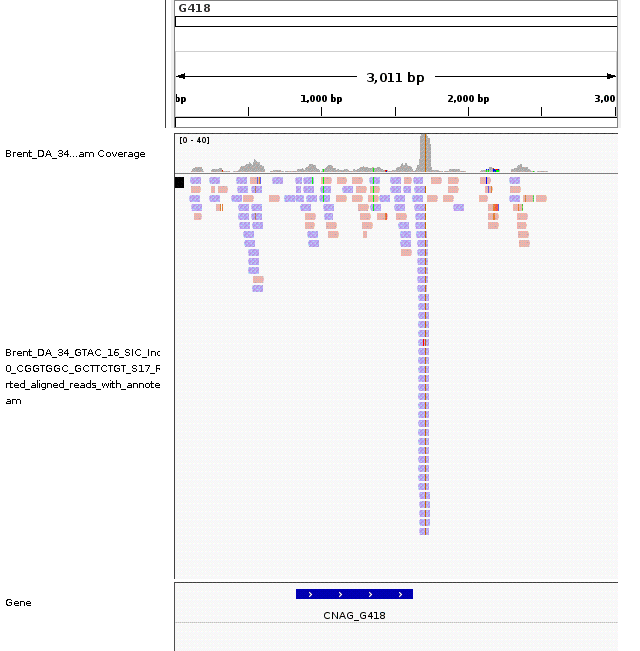 G418
3,011 bp
bp 1,000 bp 2,000 bp 3,00
[0 - 40]
Brent_DA_34...am Coverage
Brent_DA_34_GTAC_16_SIC_Inc
0_CGGTGGC_GCTTCTGT_S17_R
rted_aligned_reads_with_annote
am
Gene
CNAG_G418